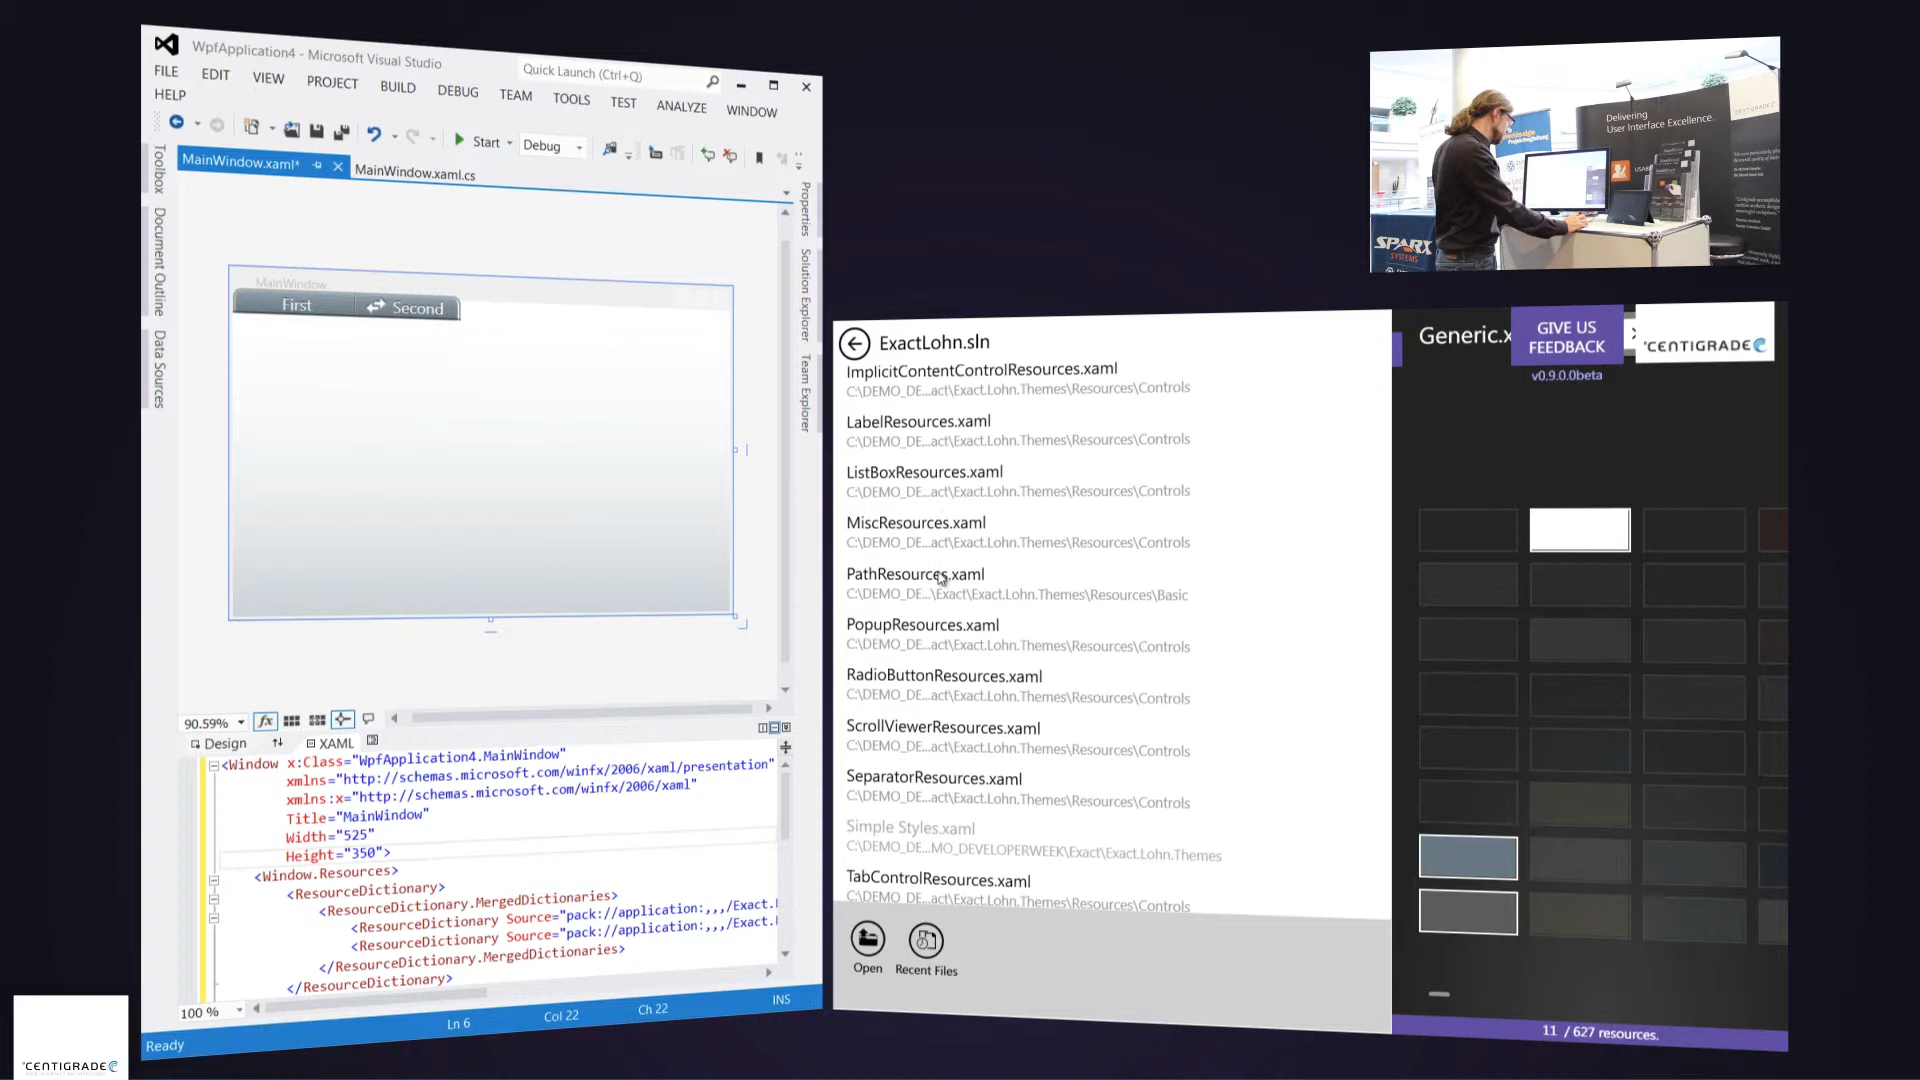 WpfApplication4 - Microsoft Visual Studio
Quick Launch (Ctrl+Q)
FILE EDIT VIEW PROJECT BUILD DEBUG TEAM TOOLS TEST ANALYZE WINDOW
HELP
Start Debug
MainWindow.xaml*
MainWindow.xaml.cs
Toolbox
Document Outline
Data Sources
Properties
Solution Explorer
Team Explorer
MainWindow
First
Second
90.59%
fx
Design
XAML
<Window x:Class="WpfApplication4.MainWindow"
xmlns="http://schemas.microsoft.com/winfx/2006/xaml/presentation"
xmlns:x="http://schemas.microsoft.com/winfx/2006/xaml"
Title="MainWindow"
Width="525"
Height="350">
<Window.Resources>
<ResourceDictionary>
<ResourceDictionary.MergedDictionaries>
<ResourceDictionary Source="pack://application:,,,/Exact.
<ResourceDictionary Source="pack://application:,,,/Exact.
</ResourceDictionary.MergedDictionaries>
</ResourceDictionary>
100 %
Ln 6
Col 22
Ch 22
INS
Ready
CENTIGRADE
Delivering
User Interface Excellence.
CENTIGRADE
SPARX
SYSTEMS
ExactLohn.sln
ImplicitContentControlResources.xaml
C:\DEMO_DE...act\Exact.Lohn.Themes\Resources\Controls
LabelResources.xaml
C:\DEMO_DE...act\Exact.Lohn.Themes\Resources\Controls
ListBoxResources.xaml
C:\DEMO_DE...act\Exact.Lohn.Themes\Resources\Controls
MiscResources.xaml
C:\DEMO_DE...act\Exact.Lohn.Themes\Resources\Controls
PathResources.xaml
C:\DEMO_DE...\Exact\Exact.Lohn.Themes\Resources\Basic
PopupResources.xaml
C:\DEMO_DE...act\Exact.Lohn.Themes\Resources\Controls
RadioButtonResources.xaml
C:\DEMO_DE...act\Exact.Lohn.Themes\Resources\Controls
ScrollViewerResources.xaml
C:\DEMO_DE...act\Exact.Lohn.Themes\Resources\Controls
SeparatorResources.xaml
C:\DEMO_DE...act\Exact.Lohn.Themes\Resources\Controls
Simple Styles.xaml
C:\DEMO_DE...MO_DEVELOPERWEEK\Exact\Exact.Lohn.Themes
TabControlResources.xaml
C:\DEMO_DE...act\Exact.Lohn.Themes\Resources\Controls
Open
Recent Files
Generic.x
GIVE US
FEEDBACK
CENTIGRADE
v0.9.0.0beta
11 / 627 resources.